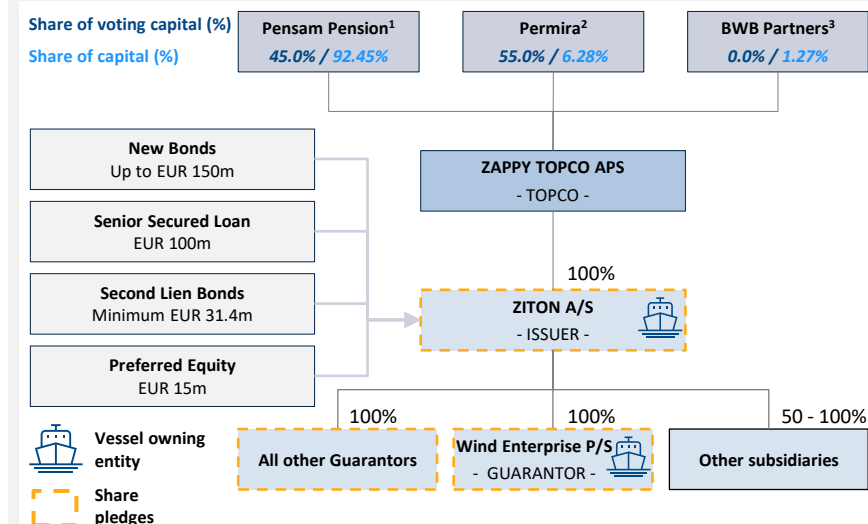 Share of voting capital (%)
Share of capital (%)
Pensam Pension¹
45.0% / 92.45%
Permira²
55.0% / 6.28%
BWB Partners³
0.0% / 1.27%
New Bonds
Up to EUR 150m
Senior Secured Loan
EUR 100m
Second Lien Bonds
Minimum EUR 31.4m
Preferred Equity
EUR 15m
ZAPPY TOPCO APS
- TOPCO -
100%
ZITON A/S
- ISSUER -
100%
100%
50 - 100%
All other Guarantors
Wind Enterprise P/S
- GUARANTOR -
Other subsidiaries
Vessel owning
entity
Share
pledges